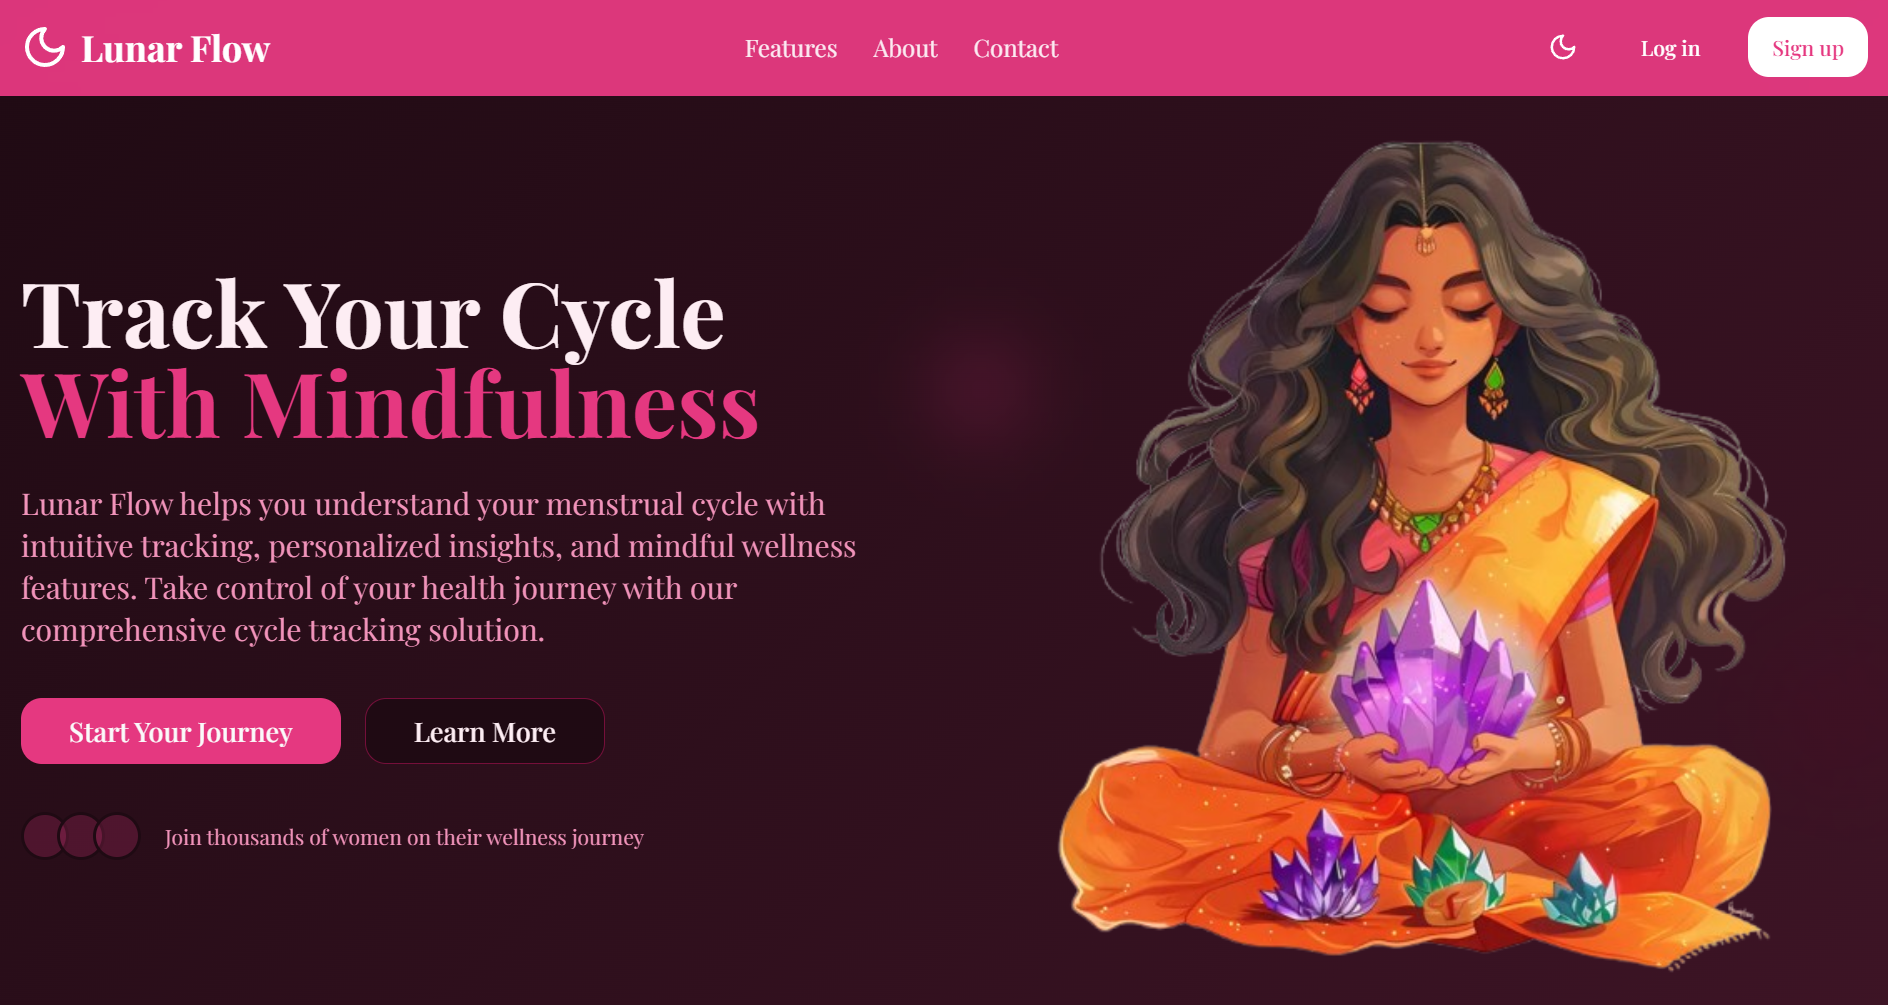 Lunar Flow
Features
About
Contact
Log in
Sign up
Track Your Cycle
With Mindfulness
Lunar Flow helps you understand your menstrual cycle with
intuitive tracking, personalized insights, and mindful wellness
features. Take control of your health journey with our
comprehensive cycle tracking solution.
Start Your Journey
Learn More
Join thousands of women on their wellness journey